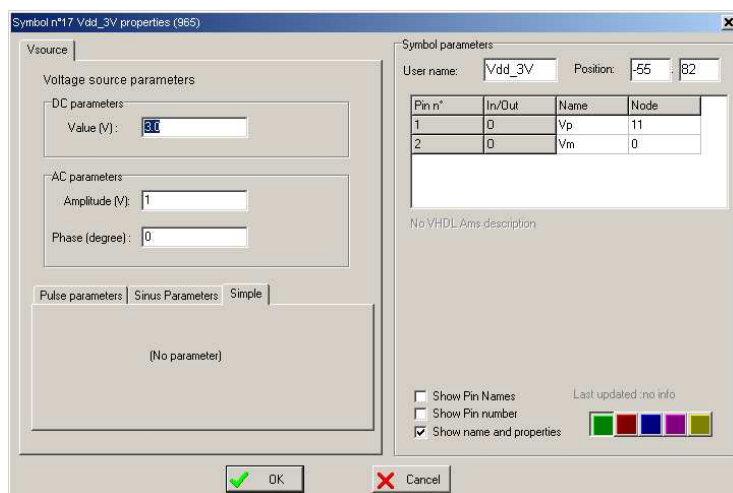 Symbol n°17 Vdd_3V properties (965)
Vsource
Voltage source parameters
DC parameters
Value (V) : 3.0
AC parameters
Amplitude (V): 1
Phase (degree) : 0
Pulse parameters Sinus Parameters Simple
(No parameter)
Symbol parameters
User name: Vdd_3V Position: -55 . 82
Pin n° In/Out Name Node
1 O Vp 11
2 O Vm 0
No VHDL Ams description
Show Pin Names Last updated :no info
Show Pin number
Show name and properties
OK Cancel